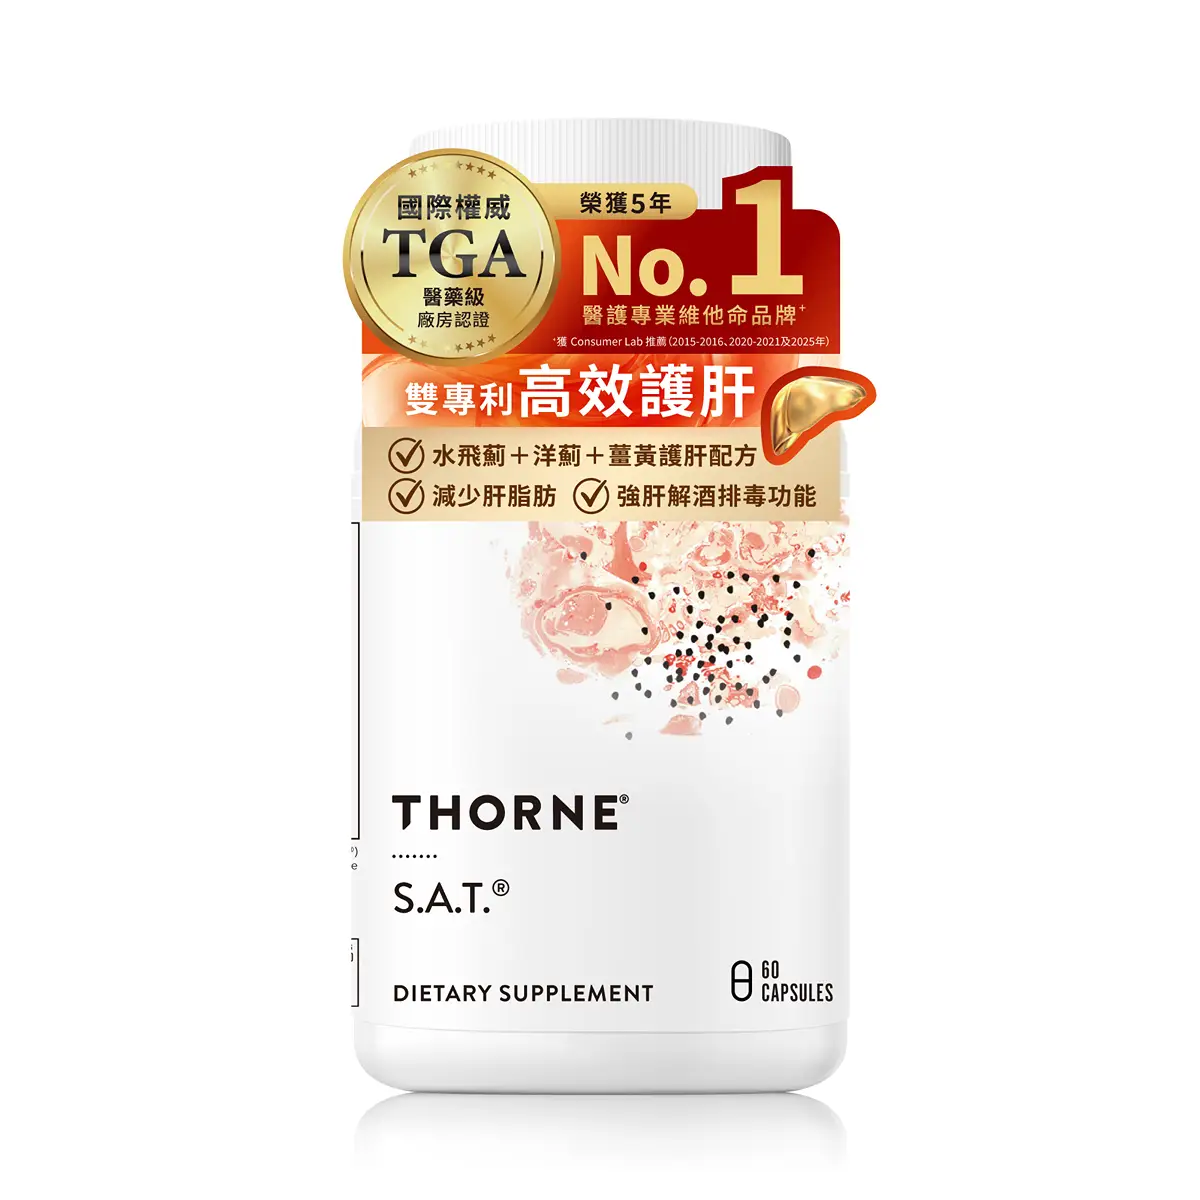 國際權威
TGA
醫藥級
廠房認證
榮獲5年
No.1
醫護專業維他命品牌+
+獲 Consumer Lab 推薦 (2015-2016、2020-2021及2025年)
雙專利高效護肝
水飛薊+洋薊+薑黃護肝配方
減少肝脂肪 強肝解酒排毒功能
THORNE®
S.A.T.®
DIETARY SUPPLEMENT
60
CAPSULES